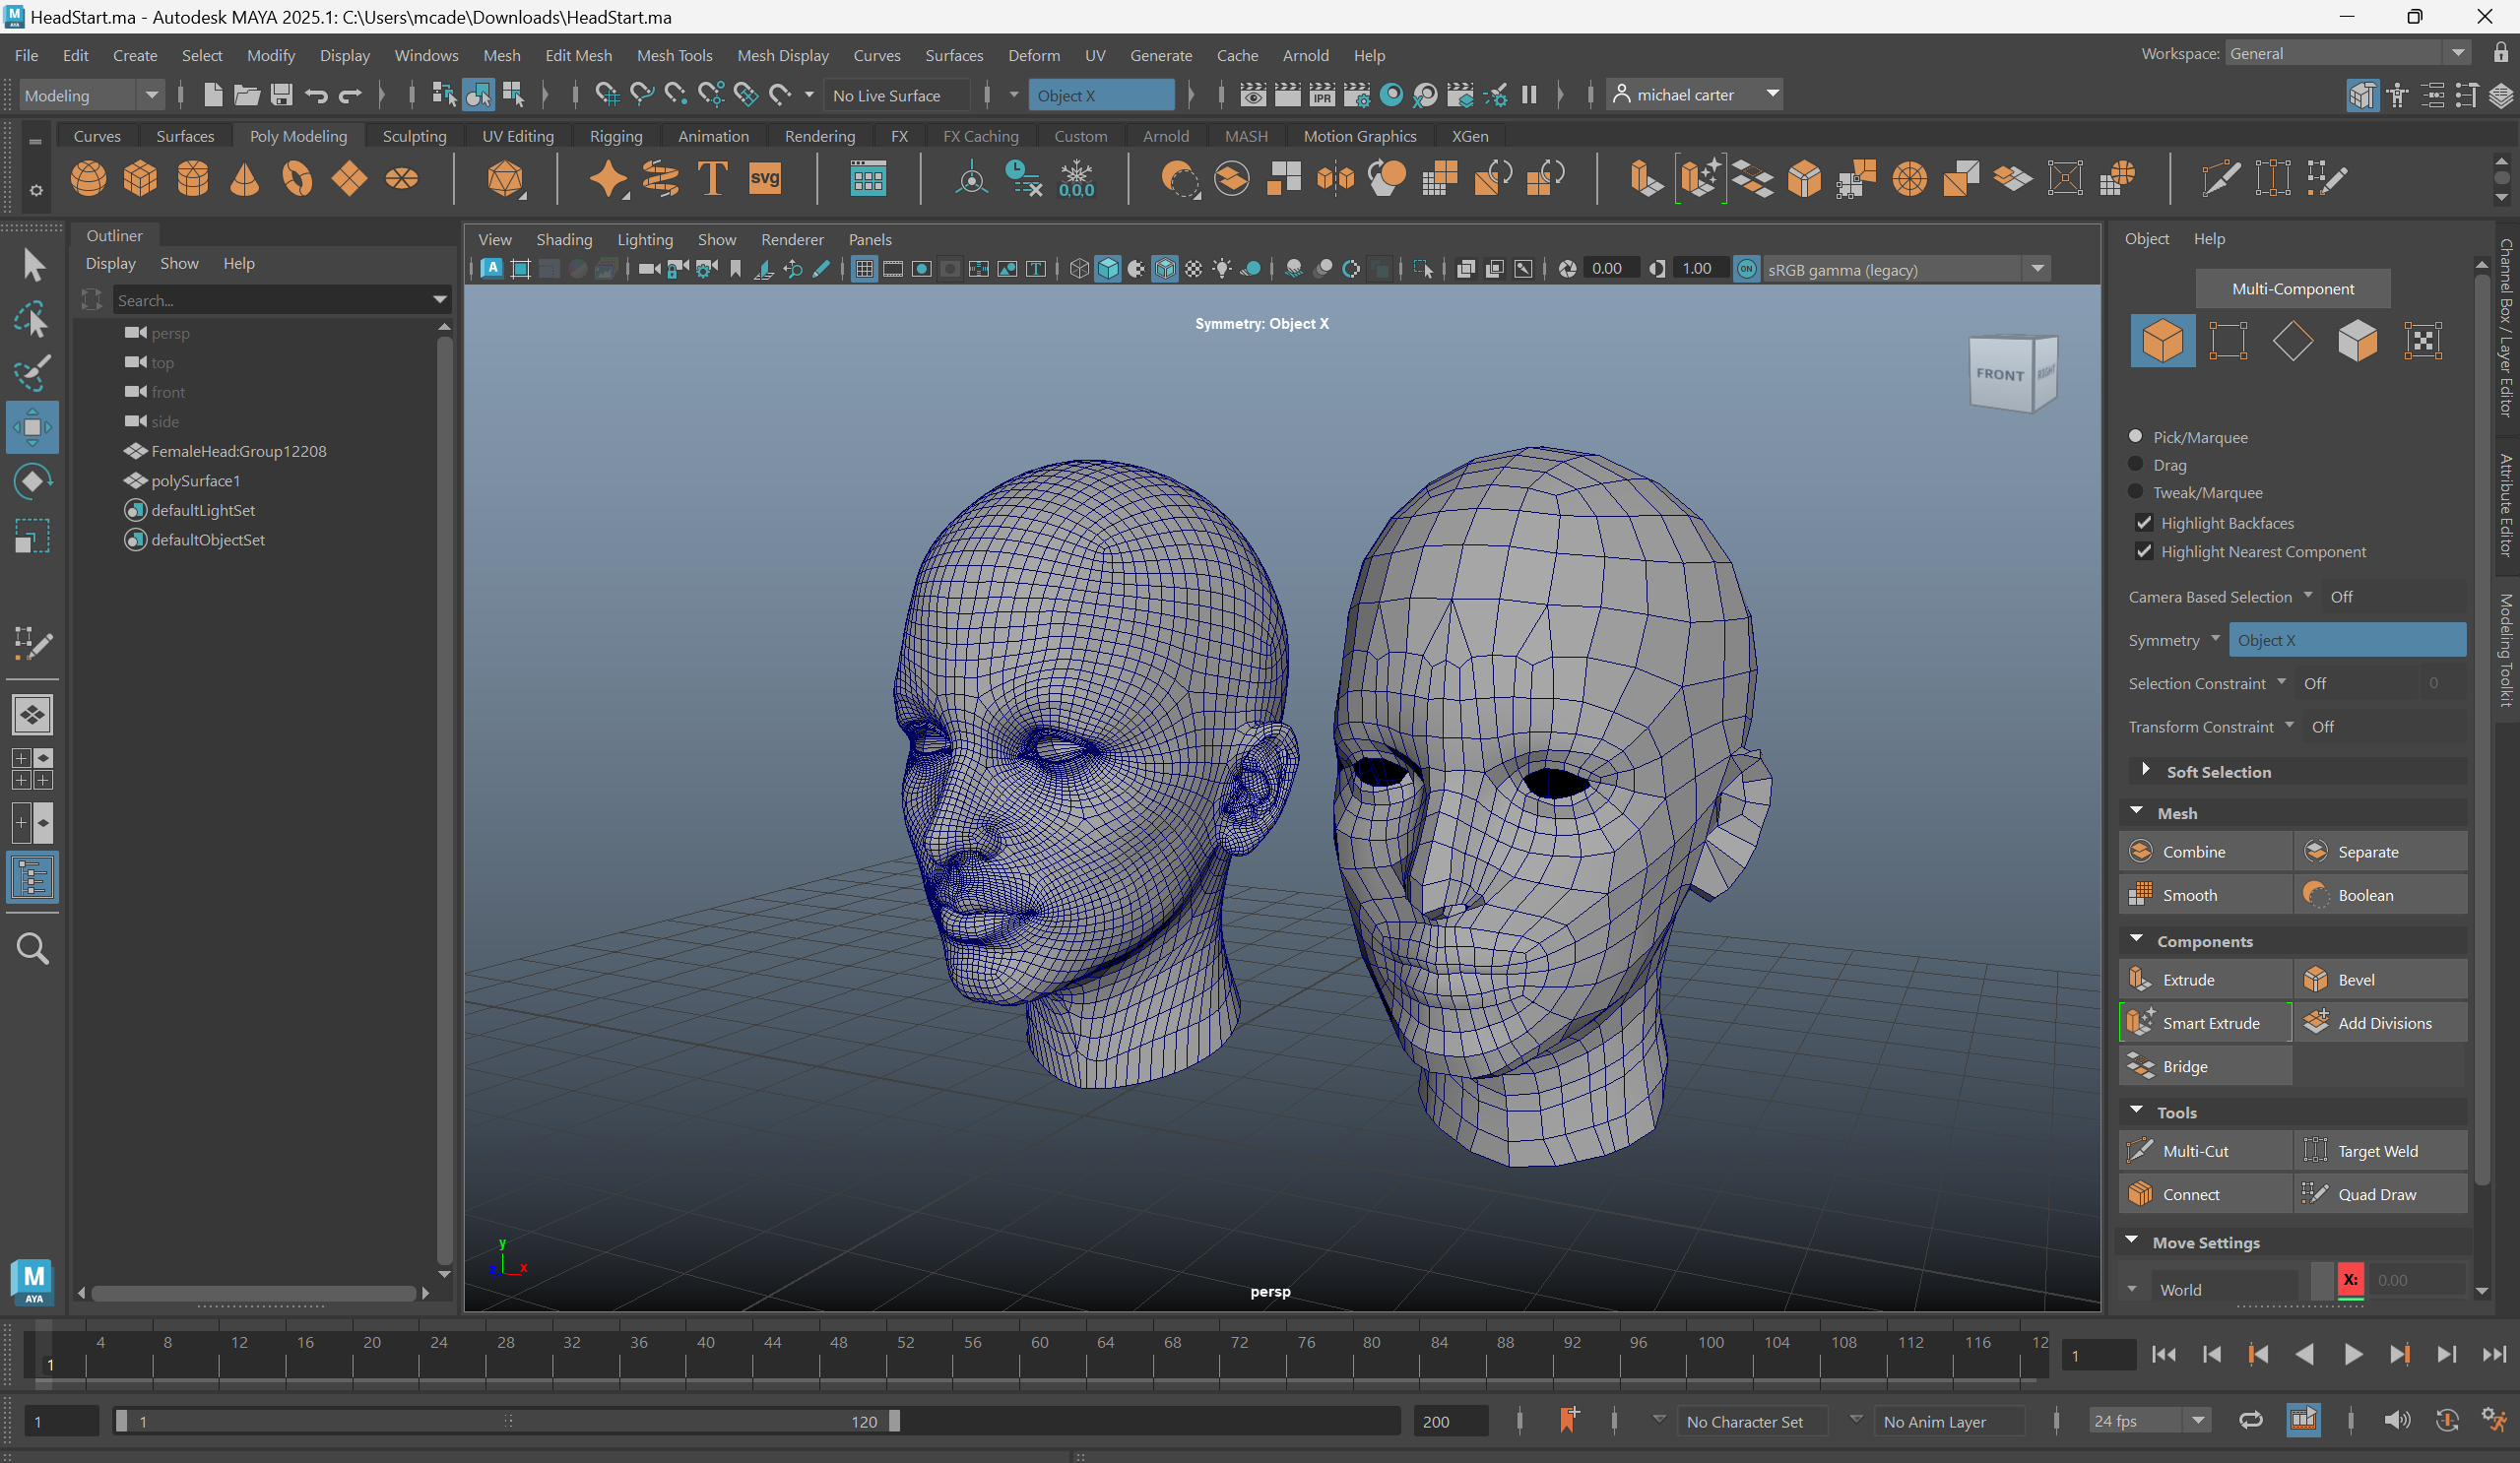 HeadStart.ma - Autodesk MAYA 2025.1: C:\Users\mcade\Downloads\HeadStart.ma
File Edit Create Select Modify Display Windows Mesh Edit Mesh Mesh Tools Mesh Display Curves Surfaces Deform UV Generate Cache Arnold Help
Workspace: General
Modeling
No Live Surface
Object X
IPR
michael carter
Curves Surfaces Poly Modeling Sculpting UV Editing Rigging Animation Rendering FX FX Caching Custom Arnold MASH Motion Graphics XGen
T
svg
0,0,0
Outliner
Display Show Help
Search...
persp
top
front
side
FemaleHead:Group12208
polySurface1
defaultLightSet
defaultObjectSet
View Shading Lighting Show Renderer Panels
0.00
1.00
ON
sRGB gamma (legacy)
Symmetry: Object X
FRONT
RIGHT
y
x
persp
Object Help
Multi-Component
Pick/Marquee
Drag
Tweak/Marquee
Highlight Backfaces
Highlight Nearest Component
Camera Based Selection Off
Symmetry Object X
Selection Constraint Off 0
Transform Constraint Off
Soft Selection
Mesh
Combine Separate
Smooth Boolean
Components
Extrude Bevel
Smart Extrude Add Divisions
Bridge
Tools
Multi-Cut Target Weld
Connect Quad Draw
Move Settings
World X: 0.00
Channel Box / Layer Editor
Attribute Editor
Modeling Toolkit
M
AYA
4 8 12 16 20 24 28 32 36 40 44 48 52 56 60 64 68 72 76 80 84 88 92 96 100 104 108 112 116 12
1
1
1 1 120 200 No Character Set No Anim Layer 24 fps